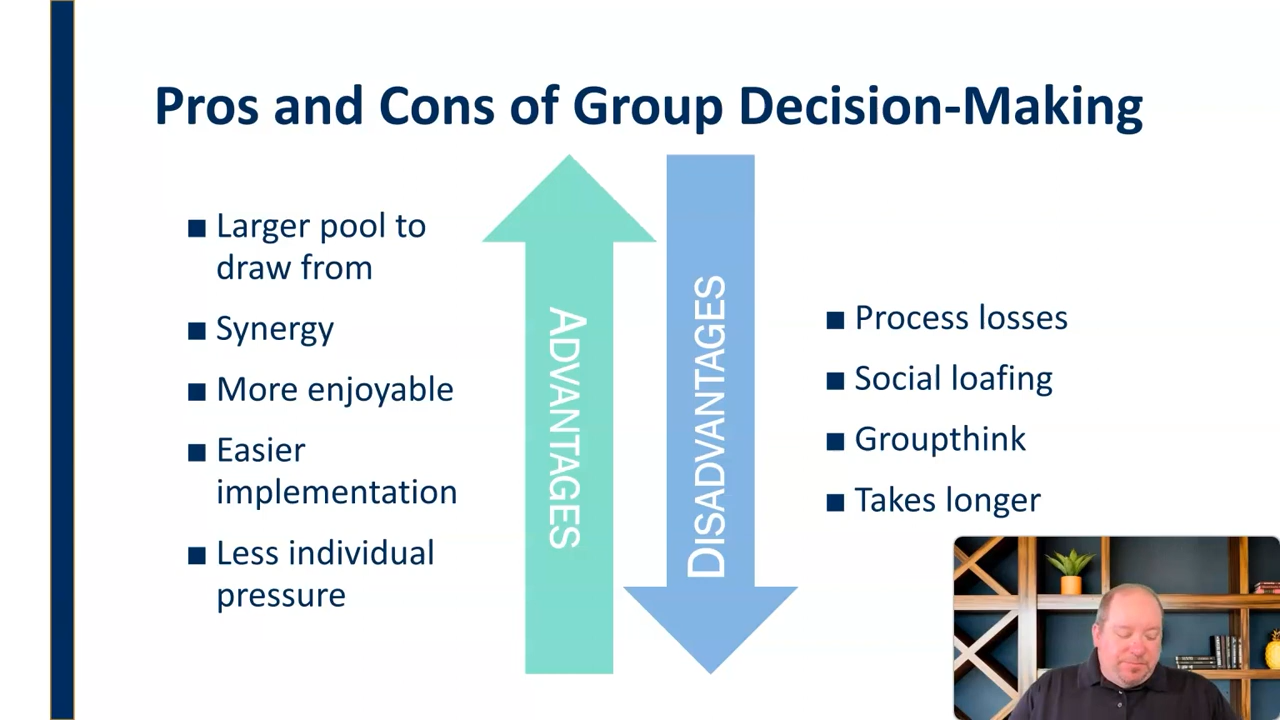 Pros and Cons of Group Decision-Making
■ Larger pool to
draw from
■ Synergy
■ More enjoyable
■ Easier
implementation
■ Less individual
pressure
ADVANTAGES
DISADVANTAGES
■ Process losses
■ Social loafing
■ Groupthink
■ Takes longer